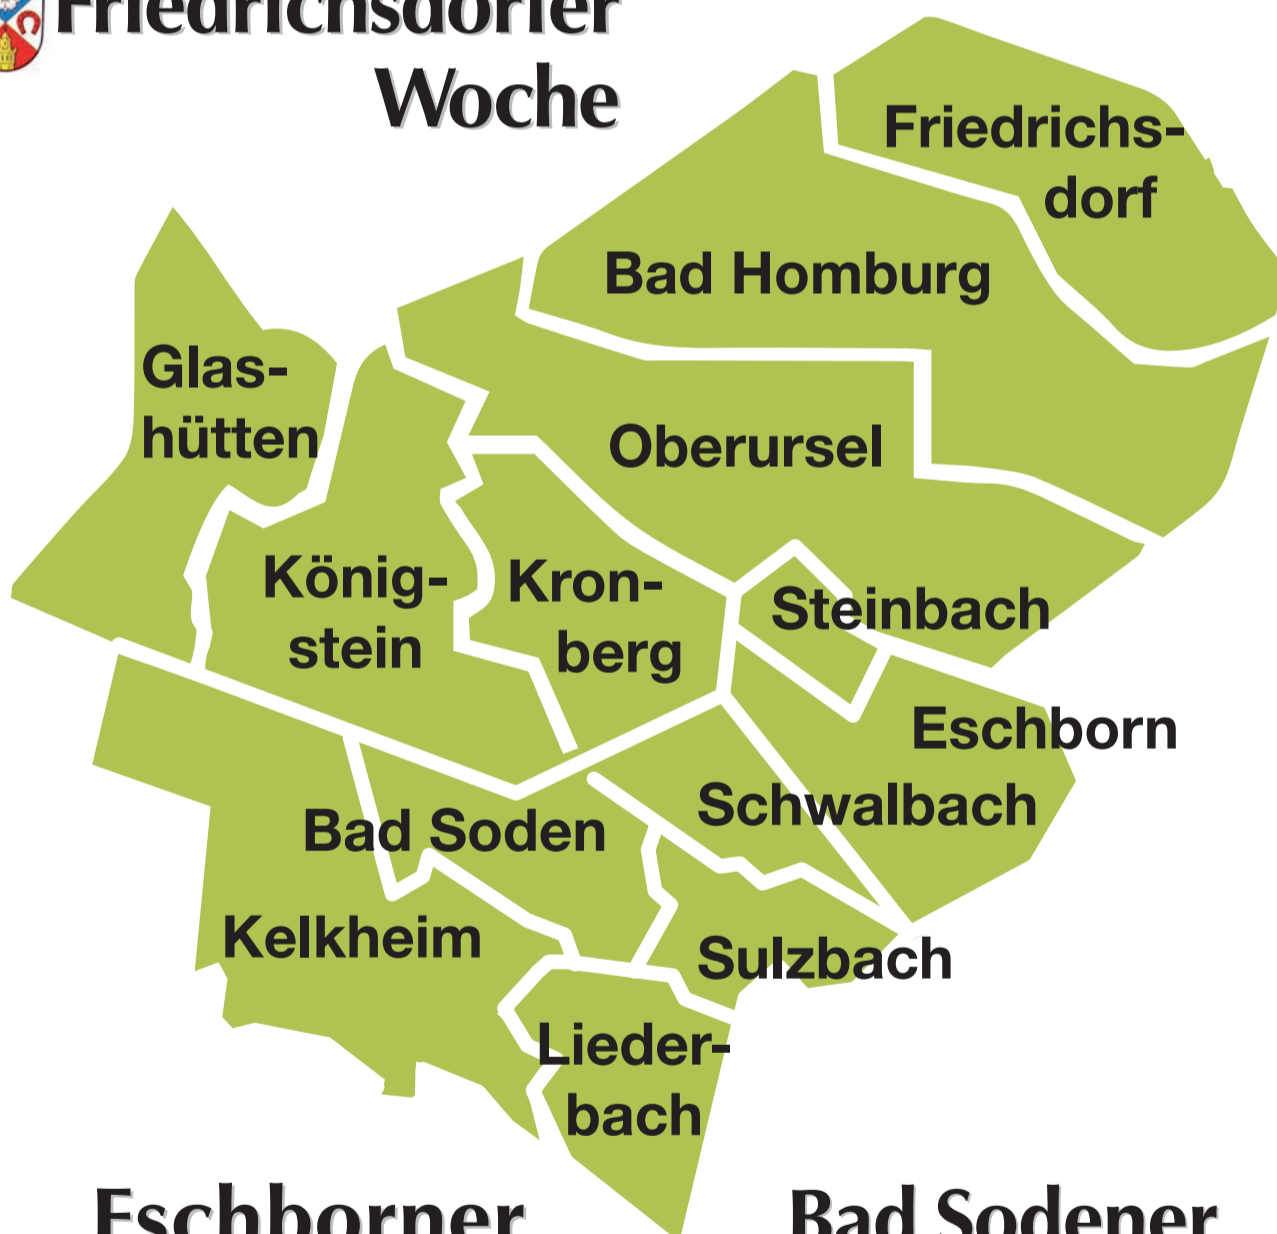 Friedrichsdorfer
Woche
Friedrichs-
dorf
Bad Homburg
Glas-
hütten
Oberursel
König-
stein
Kron-
berg
Steinbach
Eschborn
Schwalbach
Bad Soden
Kelkheim
Sulzbach
Lieder-
bach
Eschborner
Bad Sodener